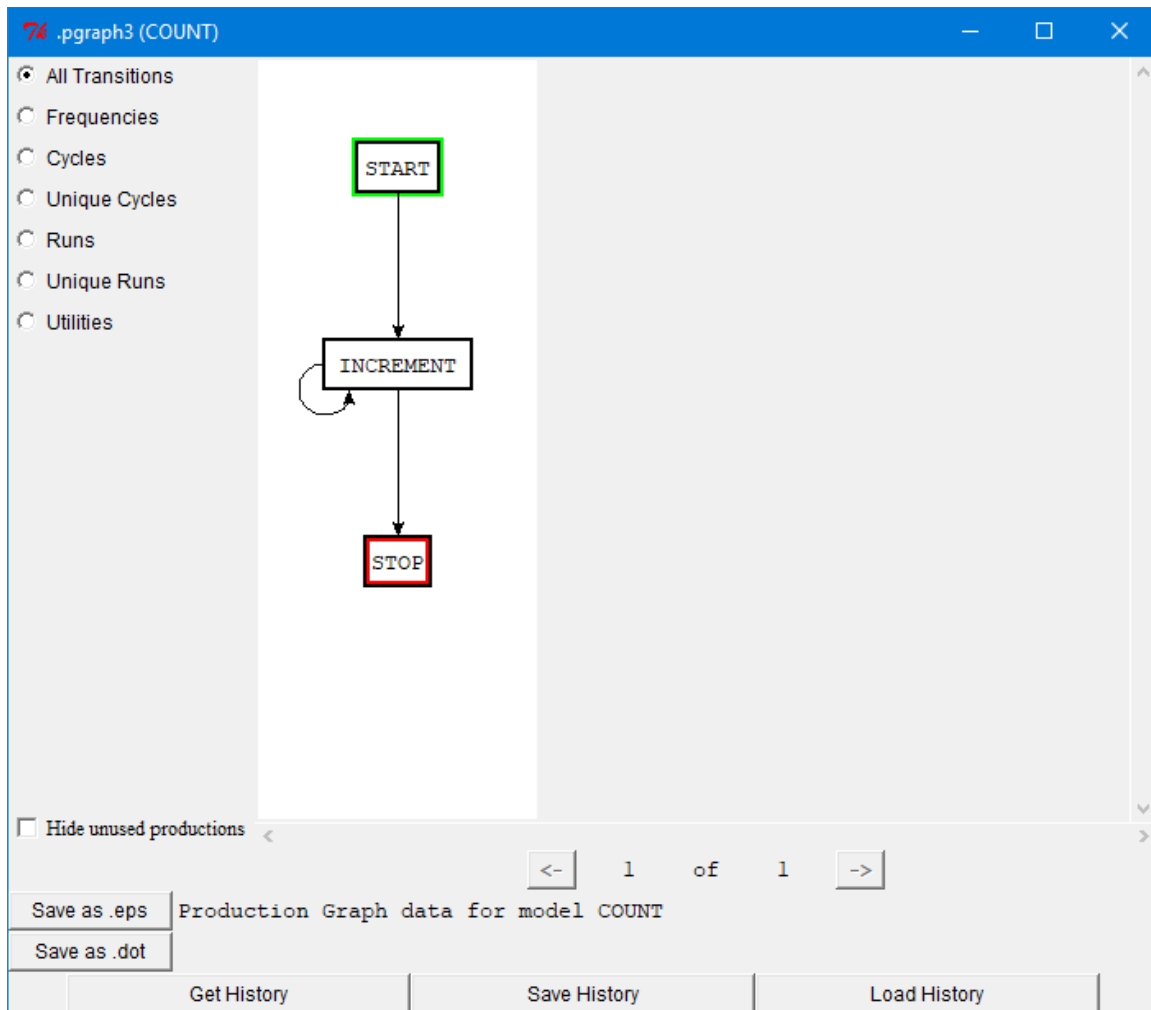 .pgraph3 (COUNT)
All Transitions
Frequencies
Cycles
Unique Cycles
Runs
Unique Runs
Utilities
START
INCREMENT
STOP
Hide unused productions
<- 1 of 1 ->
Save as .eps Production Graph data for model COUNT
Save as .dot
Get History Save History Load History